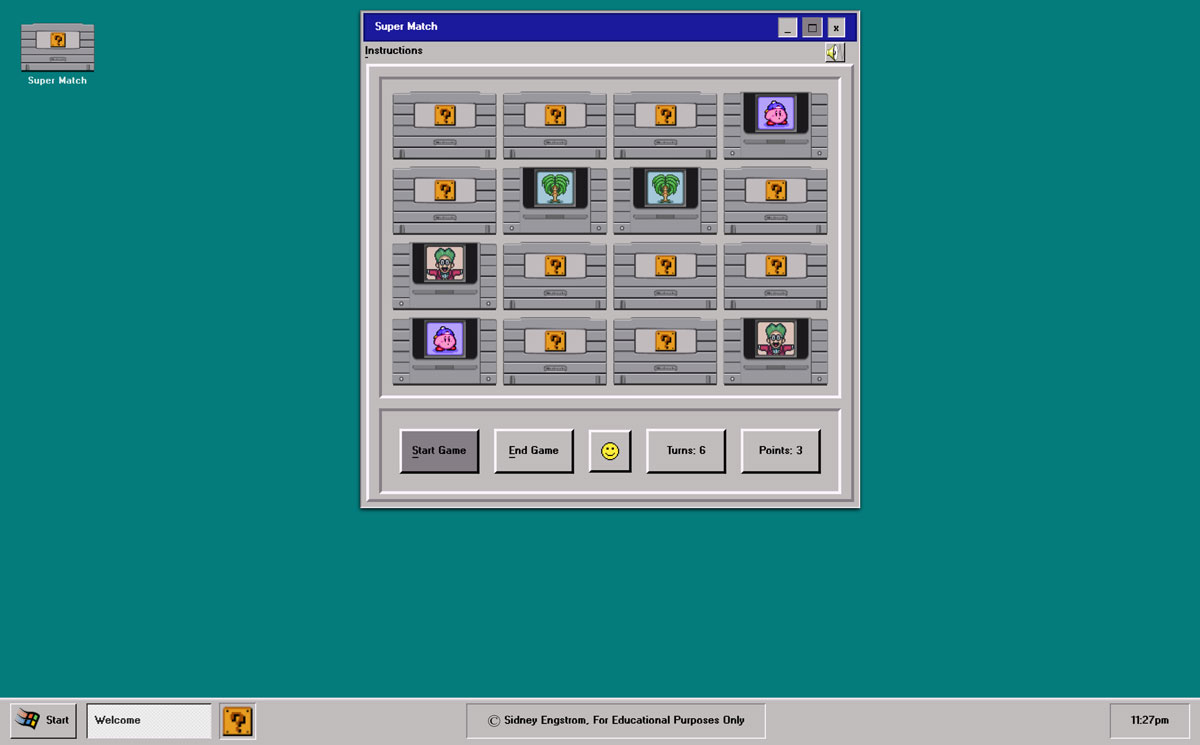 Super Match
Instructions
Super Match
Start Game
End Game
Turns: 6
Points: 3
Start
Welcome
© Sidney Engstrom, For Educational Purposes Only
11:27pm